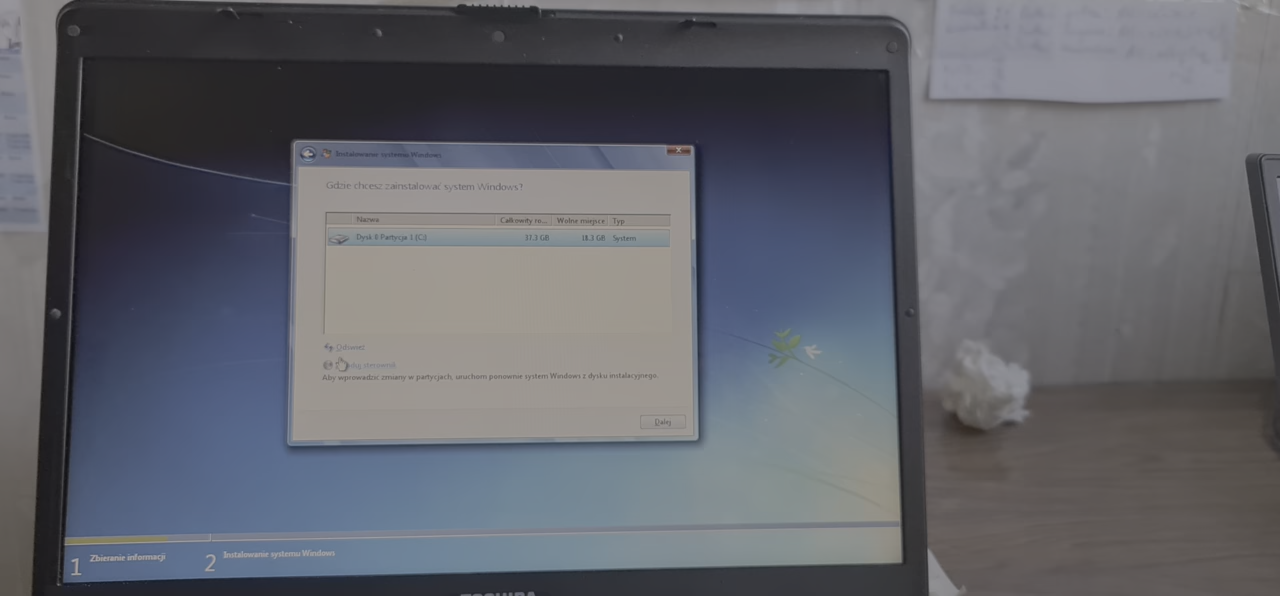 Instalowanie systemu Windows
Gdzie chcesz zainstalować system Windows?
Nazwa Całkowity ro... Wolne miejsce Typ
Dysk 0 Partycja 1 (C:) 37.3 GB 18.3 GB System
Odśwież
Aby wprowadzić zmiany w partycjach, uruchom ponownie system Windows z dysku instalacyjnego.
Dalej
1 Zbieranie informacji
2 Instalowanie systemu Windows
TOSHIBA